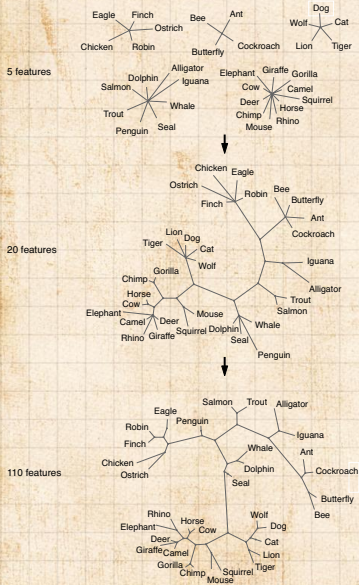 Eagle Finch Ostrich Chicken Robin
Bee Ant Butterfly Cockroach
Dog Wolf Cat Lion Tiger
5 features
Alligator Dolphin Iguana Salmon Whale Trout Seal Penguin
Elephant Giraffe Gorilla Cow Camel Deer Squirrel Chimp Horse Rhino Mouse
20 features
Chicken Eagle Ostrich Robin Finch
Bee Butterfly Ant Cockroach
Lion Dog Tiger Cat Wolf
Iguana Alligator
Gorilla Chimp Horse Cow Elephant Camel Deer Rhino Giraffe Squirrel Mouse
Trout Salmon
Whale Dolphin Seal Penguin
110 features
Salmon Trout Alligator Iguana
Eagle Penguin Robin Finch Chicken Ostrich
Whale Dolphin Seal
Ant Cockroach Butterfly Bee
Rhino Horse Elephant Cow Deer Giraffe Camel Gorilla Chimp Mouse Squirrel
Wolf Dog Cat Lion Tiger